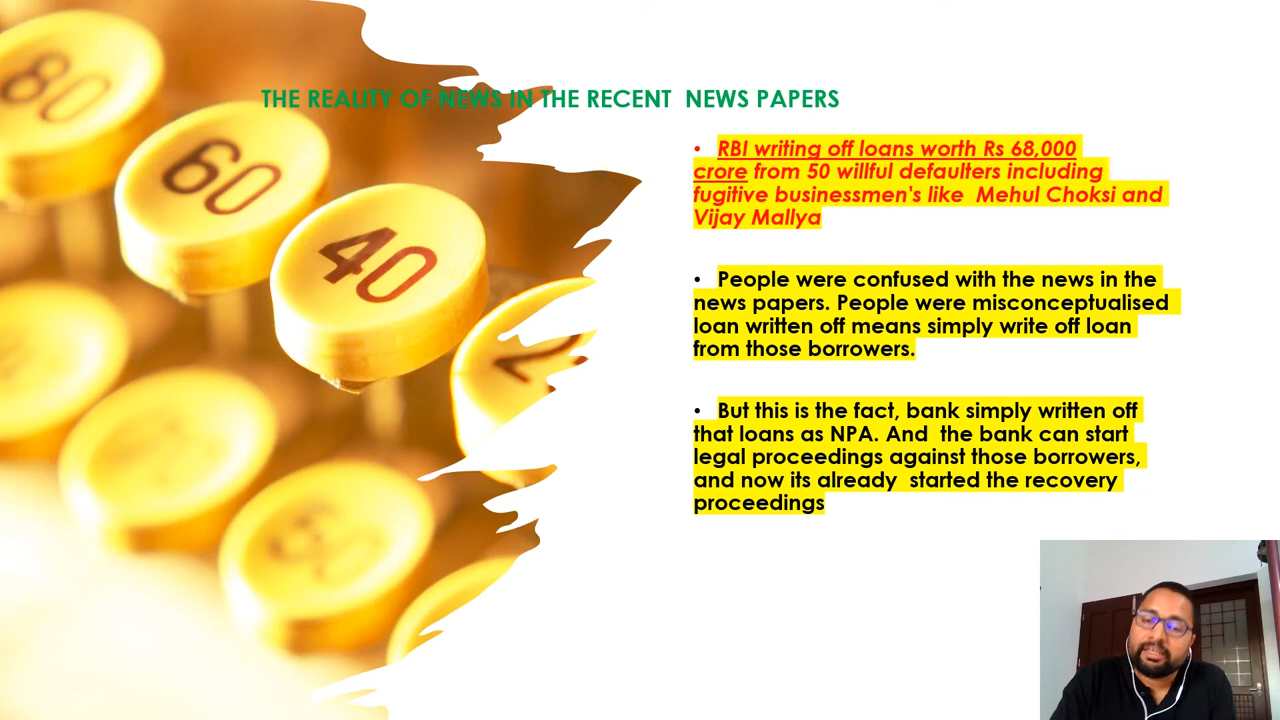 THE REALITY OF NEWS IN THE RECENT NEWS PAPERS
• RBI writing off loans worth Rs 68,000
crore from 50 willful defaulters including
fugitive businessmen's like Mehul Choksi and
Vijay Mallya
• People were confused with the news in the
news papers. People were misconceptualised
loan written off means simply write off loan
from those borrowers.
• But this is the fact, bank simply written off
that loans as NPA. And the bank can start
legal proceedings against those borrowers,
and now its already started the recovery
proceedings
80
60
40